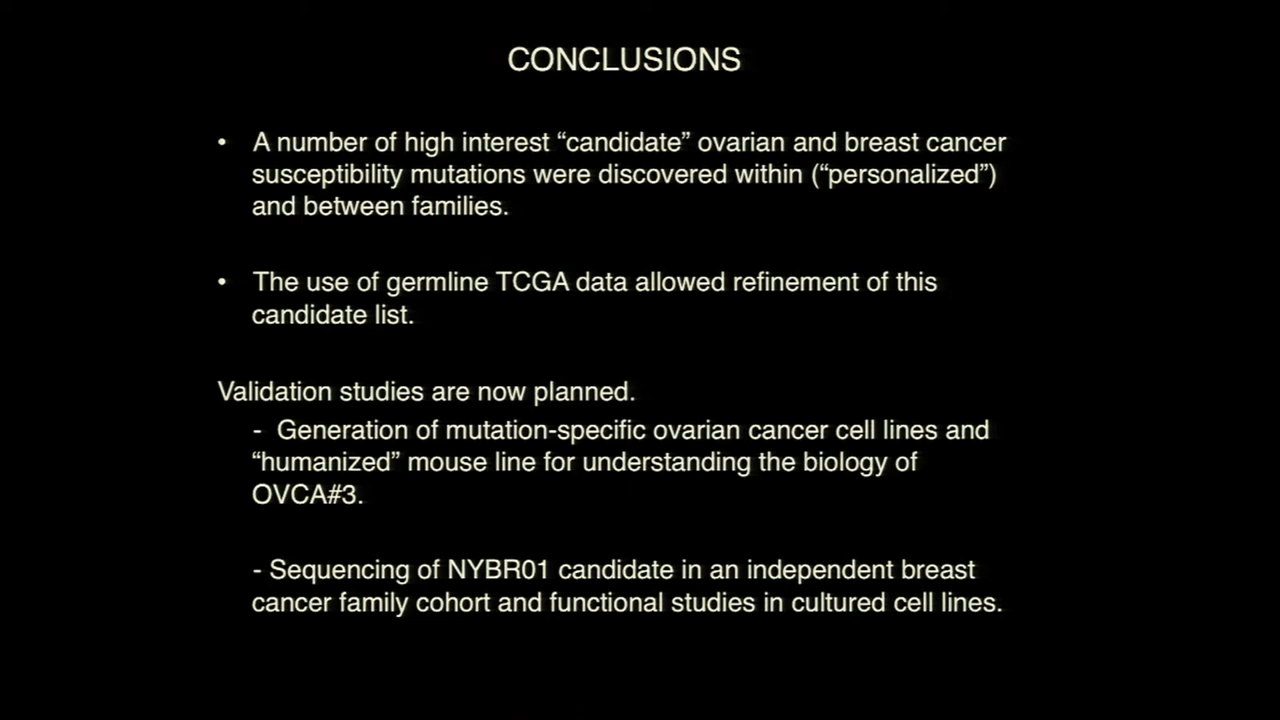 CONCLUSIONS
• A number of high interest “candidate” ovarian and breast cancer
susceptibility mutations were discovered within (“personalized”)
and between families.
• The use of germline TCGA data allowed refinement of this
candidate list.
Validation studies are now planned.
- Generation of mutation-specific ovarian cancer cell lines and
“humanized” mouse line for understanding the biology of
OVCA#3.
- Sequencing of NYBR01 candidate in an independent breast
cancer family cohort and functional studies in cultured cell lines.